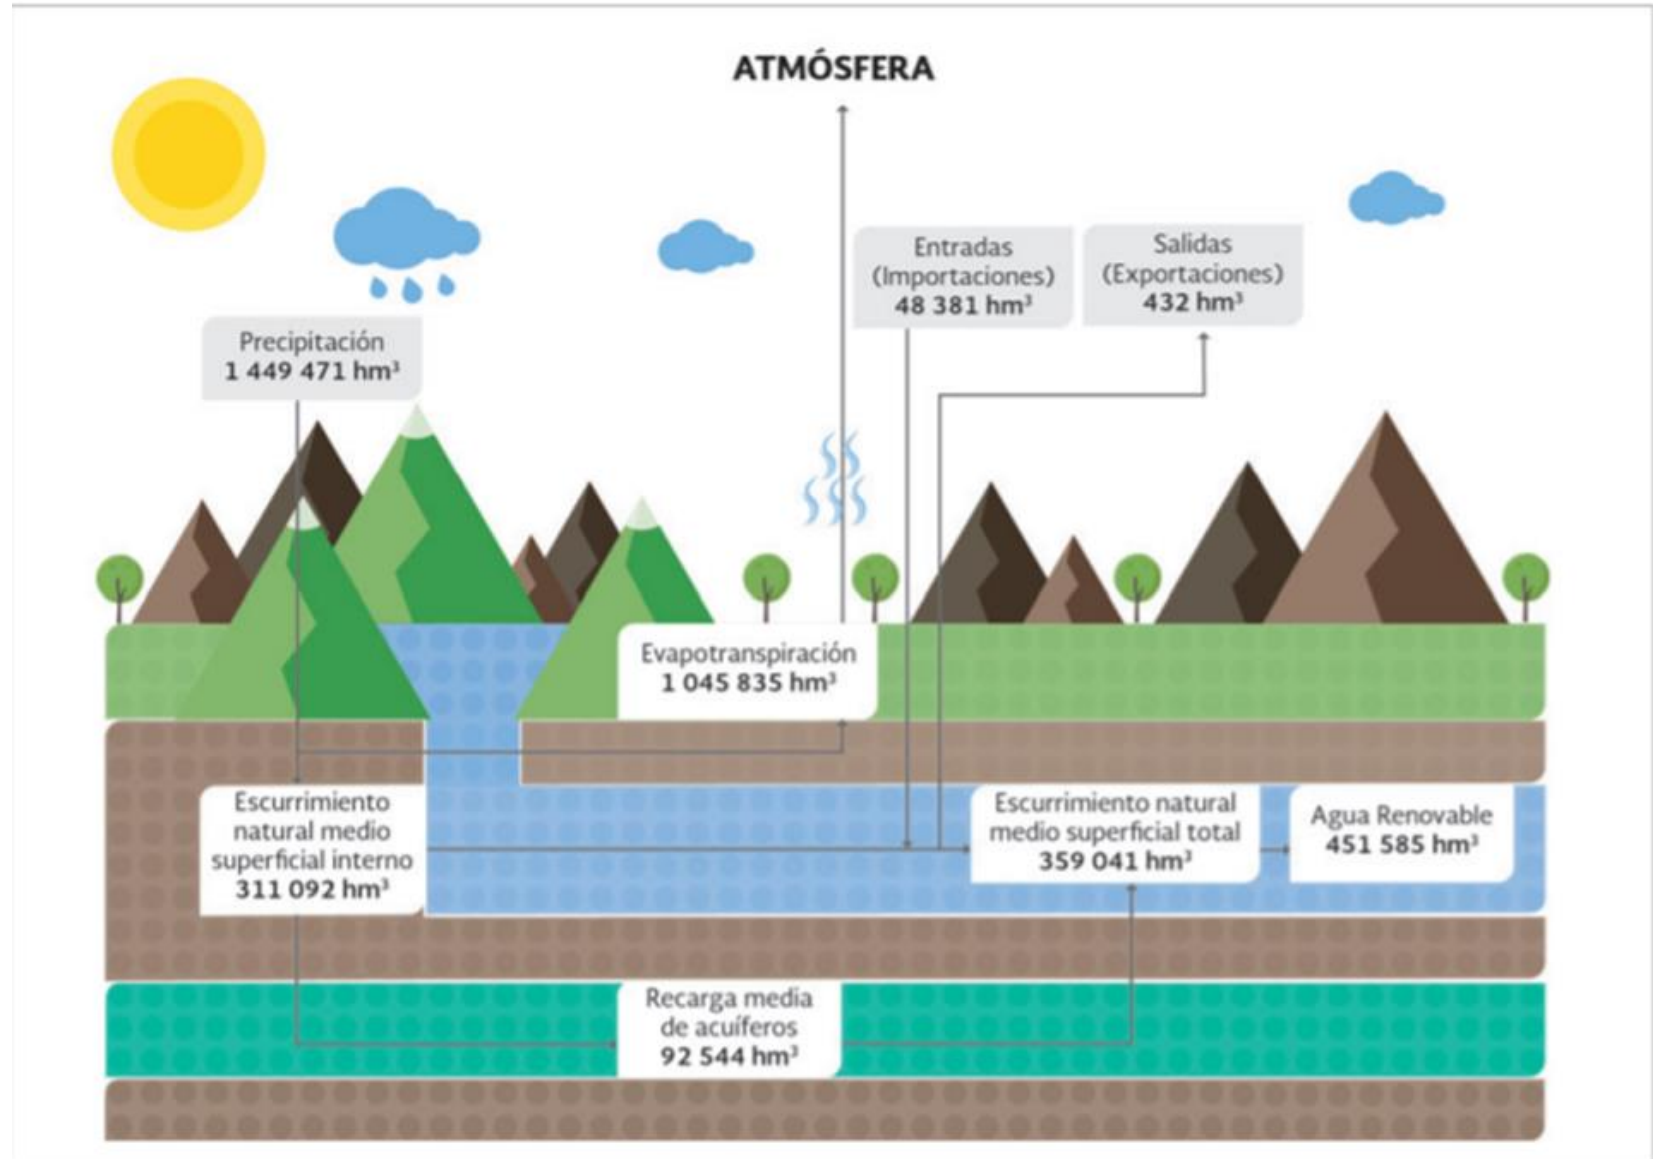 ATMÓSFERA
Entradas
(Importaciones)
48 381 hm³
Salidas
(Exportaciones)
432 hm³
Precipitación
1 449 471 hm³
Evapotranspiración
1 045 835 hm³
Escurrimiento
natural medio
superficial interno
311 092 hm³
Escurrimiento natural
medio superficial total
359 041 hm³
Agua Renovable
451 585 hm³
Recarga media
de acuíferos
92 544 hm³